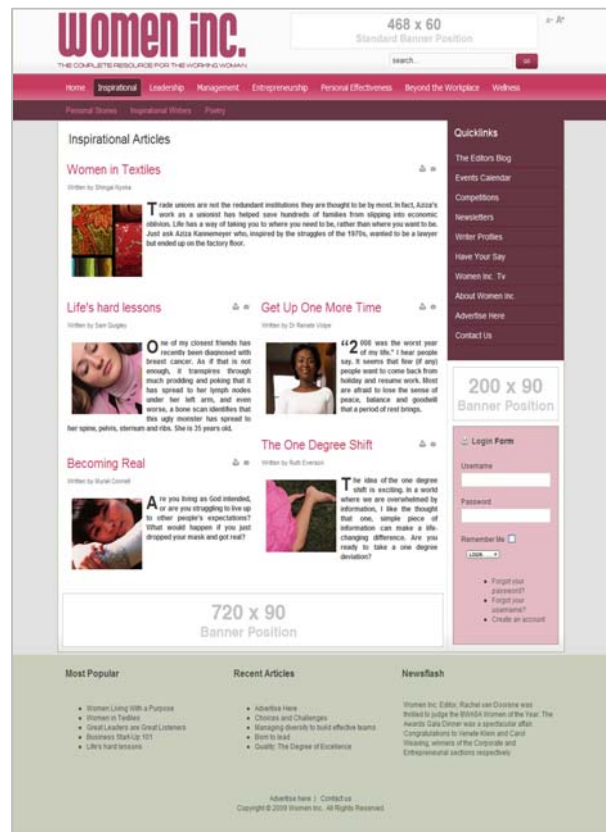 women inc.
THE COMPLETE RESOURCE FOR THE WORKING WOMAN
468 x 60
Standard Banner Position
A- A+
search...
GO
Home Inspirational Leadership Management Entrepreneurship Personal Effectiveness Beyond the Workplace Wellness
Personal Stories Inspirational Writers Poetry
Inspirational Articles
Women in Textiles
Written by Shingai Nyoka
Trade unions are not the redundant institutions they are thought to be by most. In fact, Aziza's
work as a unionist has helped save hundreds of families from slipping into economic
oblivion. Life has a way of taking you to where you need to be, rather than where you want to be.
Just ask Aziza Kannemeyer who, inspired by the struggles of the 1970s, wanted to be a lawyer
but ended up on the factory floor.
Life's hard lessons
Written by Sam Quigley
One of my closest friends has
recently been diagnosed with
breast cancer. As if that is not
enough, it transpires through
much prodding and poking that it
has spread to her lymph nodes
under her left arm, and even
worse, a bone scan identifies that
this ugly monster has spread to
her spine, pelvis, sternum and ribs. She is 35 years old.
Get Up One More Time
Written by Dr Renate Volpe
“2006 was the worst year
of my life.” I hear people
say. It seems that few (if any)
people want to come back from
holiday and resume work. Most
are afraid to lose the sense of
peace, balance and goodwill
that a period of rest brings.
Becoming Real
Written by Muriel Connell
Are you living as God intended,
or are you struggling to live up
to other people's expectations?
What would happen if you just
dropped your mask and got real?
The One Degree Shift
Written by Ruth Everson
The idea of the one degree
shift is exciting. In a world
where we are overwhelmed by
information, I like the thought
that one, simple piece of
information can make a life-
changing difference. Are you
ready to take a one degree
deviation?
720 x 90
Banner Position
Quicklinks
The Editors Blog
Events Calendar
Competitions
Newsletters
Writer Profiles
Have Your Say
Women Inc. Tv
About Women Inc
Advertise Here
Contact Us
200 x 90
Banner Position
Login Form
Username
Password
Remember Me
LOGIN
Forgot your
password?
Forgot your
username?
Create an account
Most Popular
Women Living With a Purpose
Women in Textiles
Great Leaders are Great Listeners
Business Start-Up 101
Life's hard lessons
Recent Articles
Advertise Here
Choices and Challenges
Managing diversity to build effective teams
Born to lead
Quality: The Degree of Excellence
Newsflash
Women Inc. Editor, Rachel van Doorene was
thrilled to judge the BWASA Women of the Year. The
Awards Gala Dinner was a spectacular affair.
Congratulations to Venete Klein and Carol
Weaving, winners of the Corporate and
Entrepreneurial sections respectively.
Advertise here | Contact us
Copyright © 2009 Women Inc. All Rights Reserved.